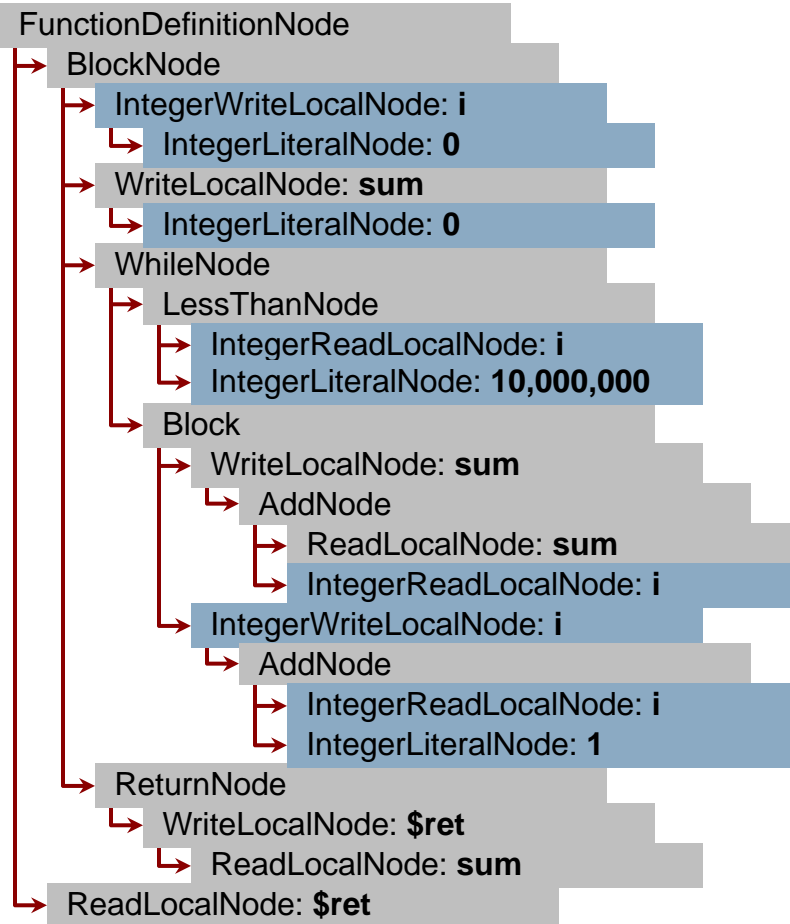 FunctionDefinitionNode
BlockNode
IntegerWriteLocalNode: i
IntegerLiteralNode: 0
WriteLocalNode: sum
IntegerLiteralNode: 0
WhileNode
LessThanNode
IntegerReadLocalNode: i
IntegerLiteralNode: 10,000,000
Block
WriteLocalNode: sum
AddNode
ReadLocalNode: sum
IntegerReadLocalNode: i
IntegerWriteLocalNode: i
AddNode
IntegerReadLocalNode: i
IntegerLiteralNode: 1
ReturnNode
WriteLocalNode: $ret
ReadLocalNode: sum
ReadLocalNode: $ret